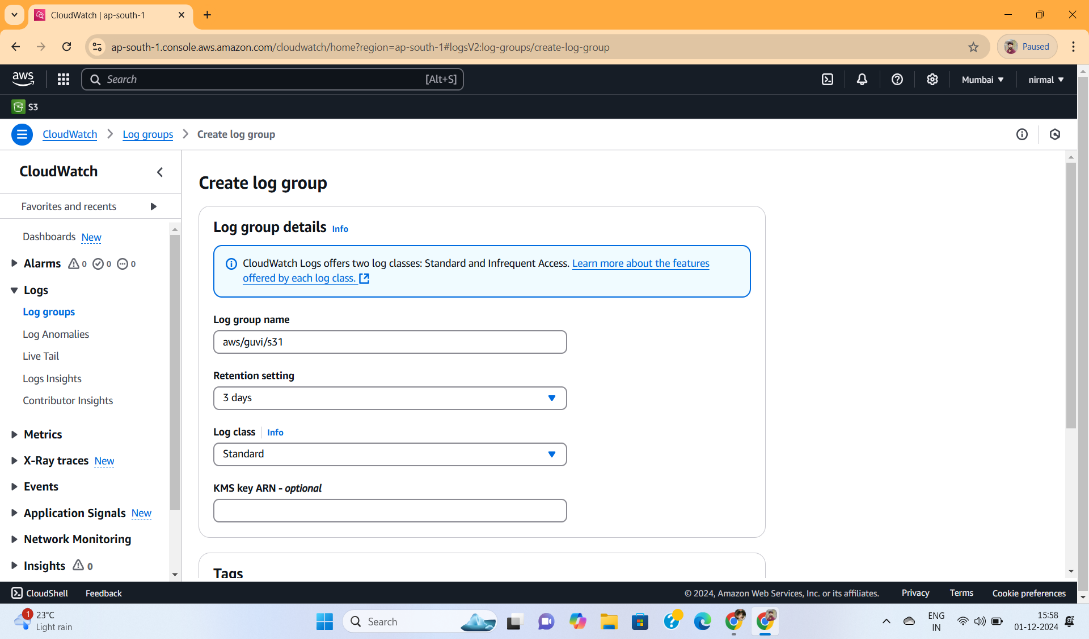 CloudWatch | ap-south-1
ap-south-1.console.aws.amazon.com/cloudwatch/home?region=ap-south-1#logsV2:log-groups/create-log-group
Paused
aws
Search
[Alt+S]
Mumbai
nirmal
S3
CloudWatch
Log groups
Create log group
CloudWatch
Favorites and recents
Dashboards New
Alarms 0 0 0
Logs
Log groups
Log Anomalies
Live Tail
Logs Insights
Contributor Insights
Metrics
X-Ray traces New
Events
Application Signals New
Network Monitoring
Insights 0
Create log group
Log group details Info
CloudWatch Logs offers two log classes: Standard and Infrequent Access. Learn more about the features
offered by each log class.
Log group name
aws/guvi/s31
Retention setting
3 days
Log class Info
Standard
KMS key ARN - optional
Tags
CloudShell
Feedback
© 2024, Amazon Web Services, Inc. or its affiliates.
Privacy
Terms
Cookie preferences
1
23°C
Light rain
Search
ENG
IN
15:58
01-12-2024